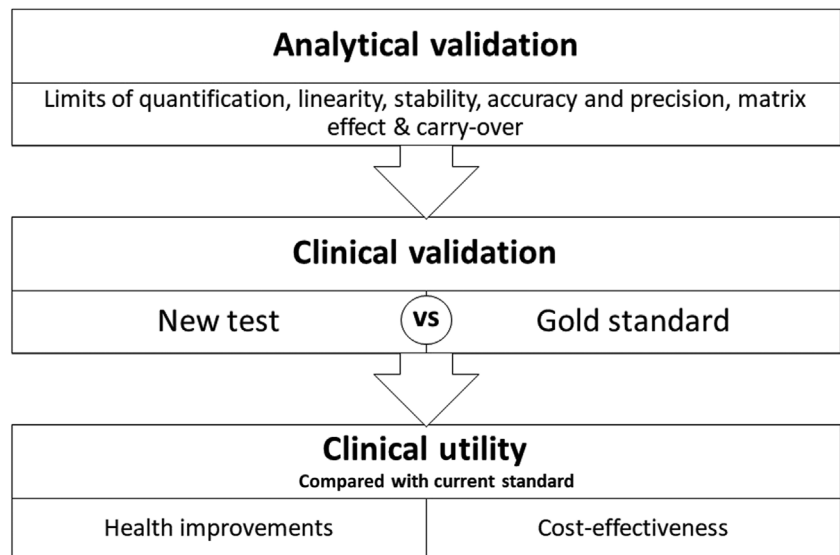 Analytical validation
Limits of quantification, linearity, stability, accuracy and precision, matrix
effect & carry-over
Clinical validation
New test
vs
Gold standard
Clinical utility
Compared with current standard
Health improvements
Cost-effectiveness